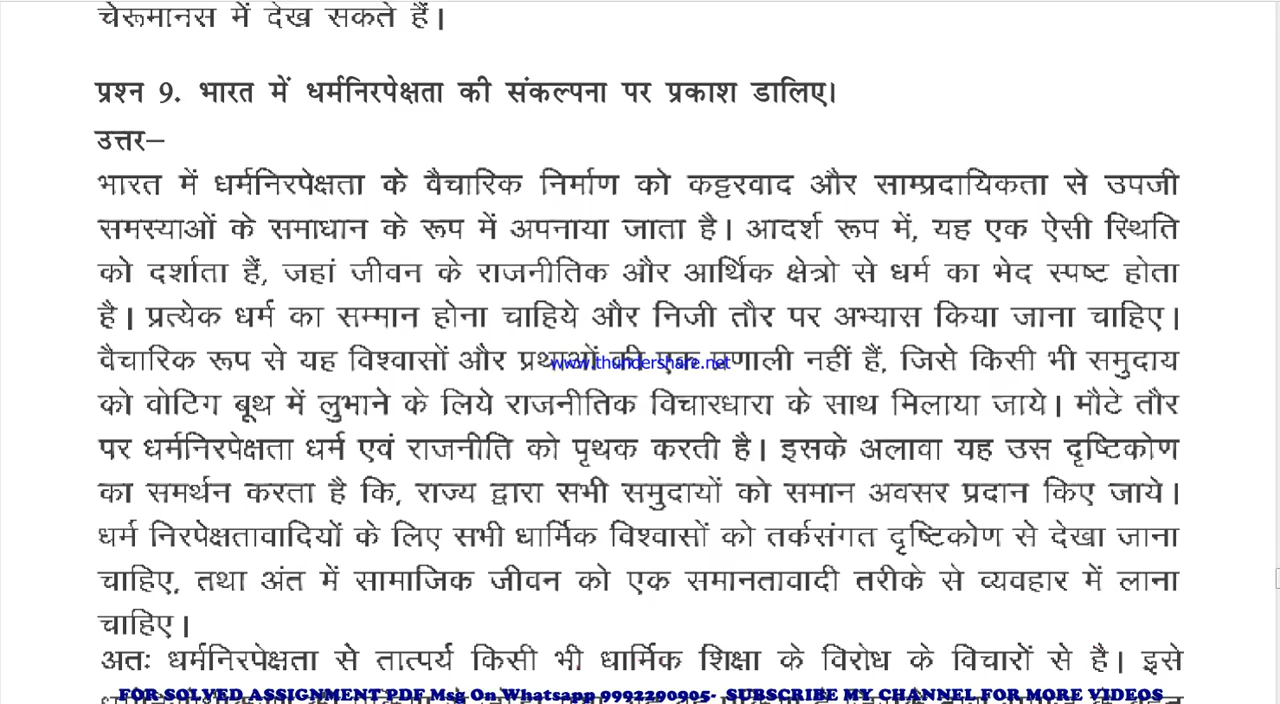 चेरूमानस में देख सकते हैं।
प्रश्न 9. भारत में धर्मनिरपेक्षता की संकल्पना पर प्रकाश डालिए।
उत्तर–
भारत में धर्मनिरपेक्षता के वैचारिक निर्माण को कट्टरवाद और साम्प्रदायिकता से उपजी
समस्याओं के समाधान के रूप में अपनाया जाता है। आदर्श रूप में, यह एक ऐसी स्थिति
को दर्शाता हैं, जहां जीवन के राजनीतिक और आर्थिक क्षेत्रो से धर्म का भेद स्पष्ट होता
है। प्रत्येक धर्म का सम्मान होना चाहिये और निजी तौर पर अभ्यास किया जाना चाहिए।
वैचारिक रूप से यह विश्वासों और प्रथाओं की एक प्रणाली नहीं हैं, जिसे किसी भी समुदाय
www.thundershare.net
को वोटिग बूथ में लुभाने के लिये राजनीतिक विचारधारा के साथ मिलाया जाये। मौटे तौर
पर धर्मनिरपेक्षता धर्म एवं राजनीति को पृथक करती है। इसके अलावा यह उस दृष्टिकोण
का समर्थन करता है कि, राज्य द्वारा सभी समुदायों को समान अवसर प्रदान किए जाये।
धर्म निरपेक्षतावादियों के लिए सभी धार्मिक विश्वासों को तर्कसंगत दृष्टिकोण से देखा जाना
चाहिए, तथा अंत में सामाजिक जीवन को एक समानतावादी तरीके से व्यवहार में लाना
चाहिए।
अतः धर्मनिरपेक्षता से तात्पर्य किसी भी धार्मिक शिक्षा के विरोध के विचारों से है। इसे
FOR SOLVED ASSIGNMENT PDF Msg On Whatsapp 9992290905- SUBSCRIBE MY CHANNEL FOR MORE VIDEOS